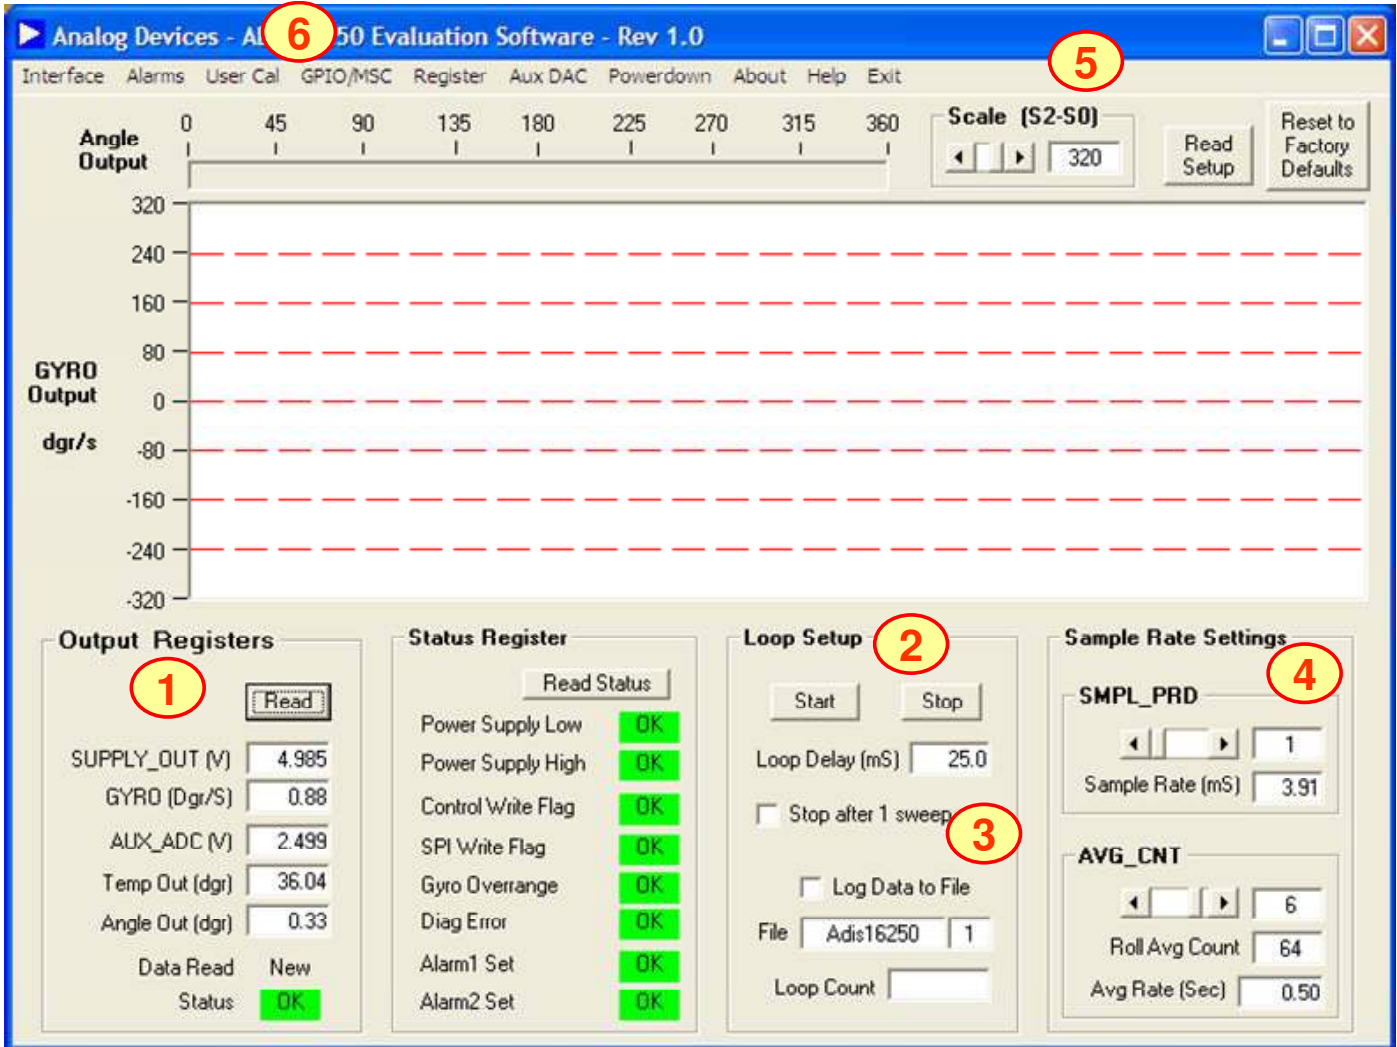 Analog Devices - A 6 50 Evaluation Software - Rev 1.0
Interface Alarms User Cal GPIO/MSC Register Aux DAC Powerdown About Help Exit
5
Angle Output
0 45 90 135 180 225 270 315 360
Scale (S2-S0)
320
Read Setup
Reset to Factory Defaults
GYRO Output
dgr/s
320
240
160
80
0
-80
-160
-240
-320
Output Registers
1
Read
SUPPLY_OUT (V) 4.985
GYRO (Dgr/S) 0.88
AUX_ADC (V) 2.499
Temp Out (dgr) 36.04
Angle Out (dgr) 0.33
Data Read New
Status OK
Status Register
Read Status
Power Supply Low OK
Power Supply High OK
Control Write Flag OK
SPI Write Flag OK
Gyro Overrange OK
Diag Error OK
Alarm1 Set OK
Alarm2 Set OK
Loop Setup
2
Start Stop
Loop Delay (mS) 25.0
Stop after 1 sweep
3
Log Data to File
File Adis16250 1
Loop Count
Sample Rate Settings
4
SMPL_PRD
1
Sample Rate (mS) 3.91
AVG_CNT
6
Roll Avg Count 64
Avg Rate (Sec) 0.50